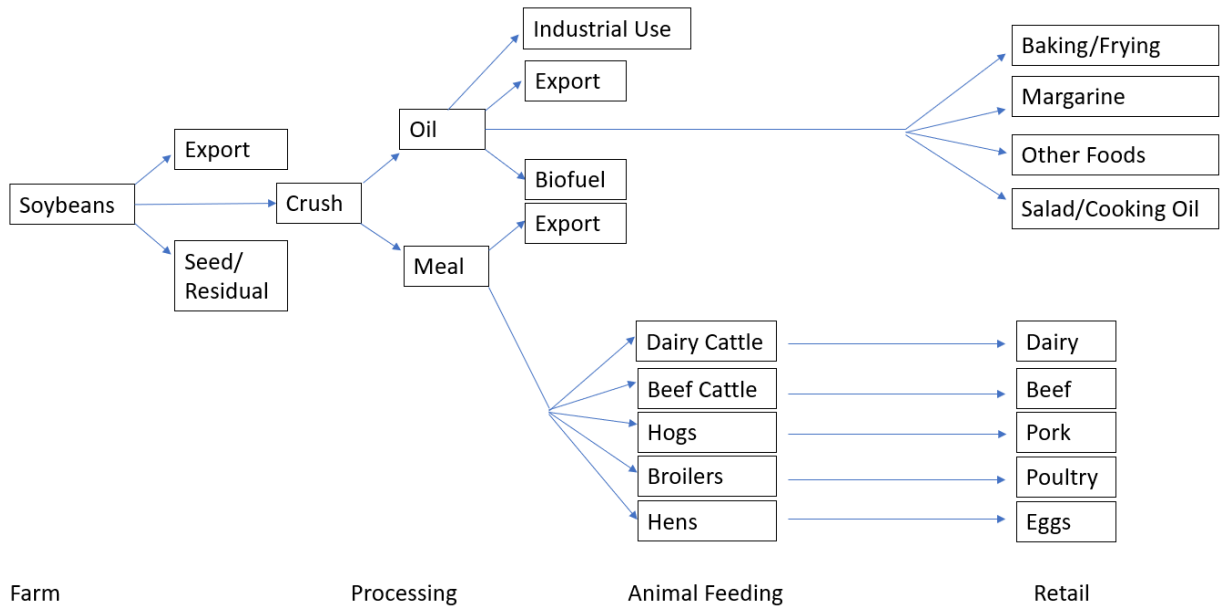 Industrial Use
Export
Oil
Biofuel
Export
Soybeans
Crush
Seed/
Residual
Export
Meal
Baking/Frying
Margarine
Other Foods
Salad/Cooking Oil
Dairy Cattle
Dairy
Beef Cattle
Beef
Hogs
Pork
Broilers
Poultry
Hens
Eggs
Farm
Processing
Animal Feeding
Retail